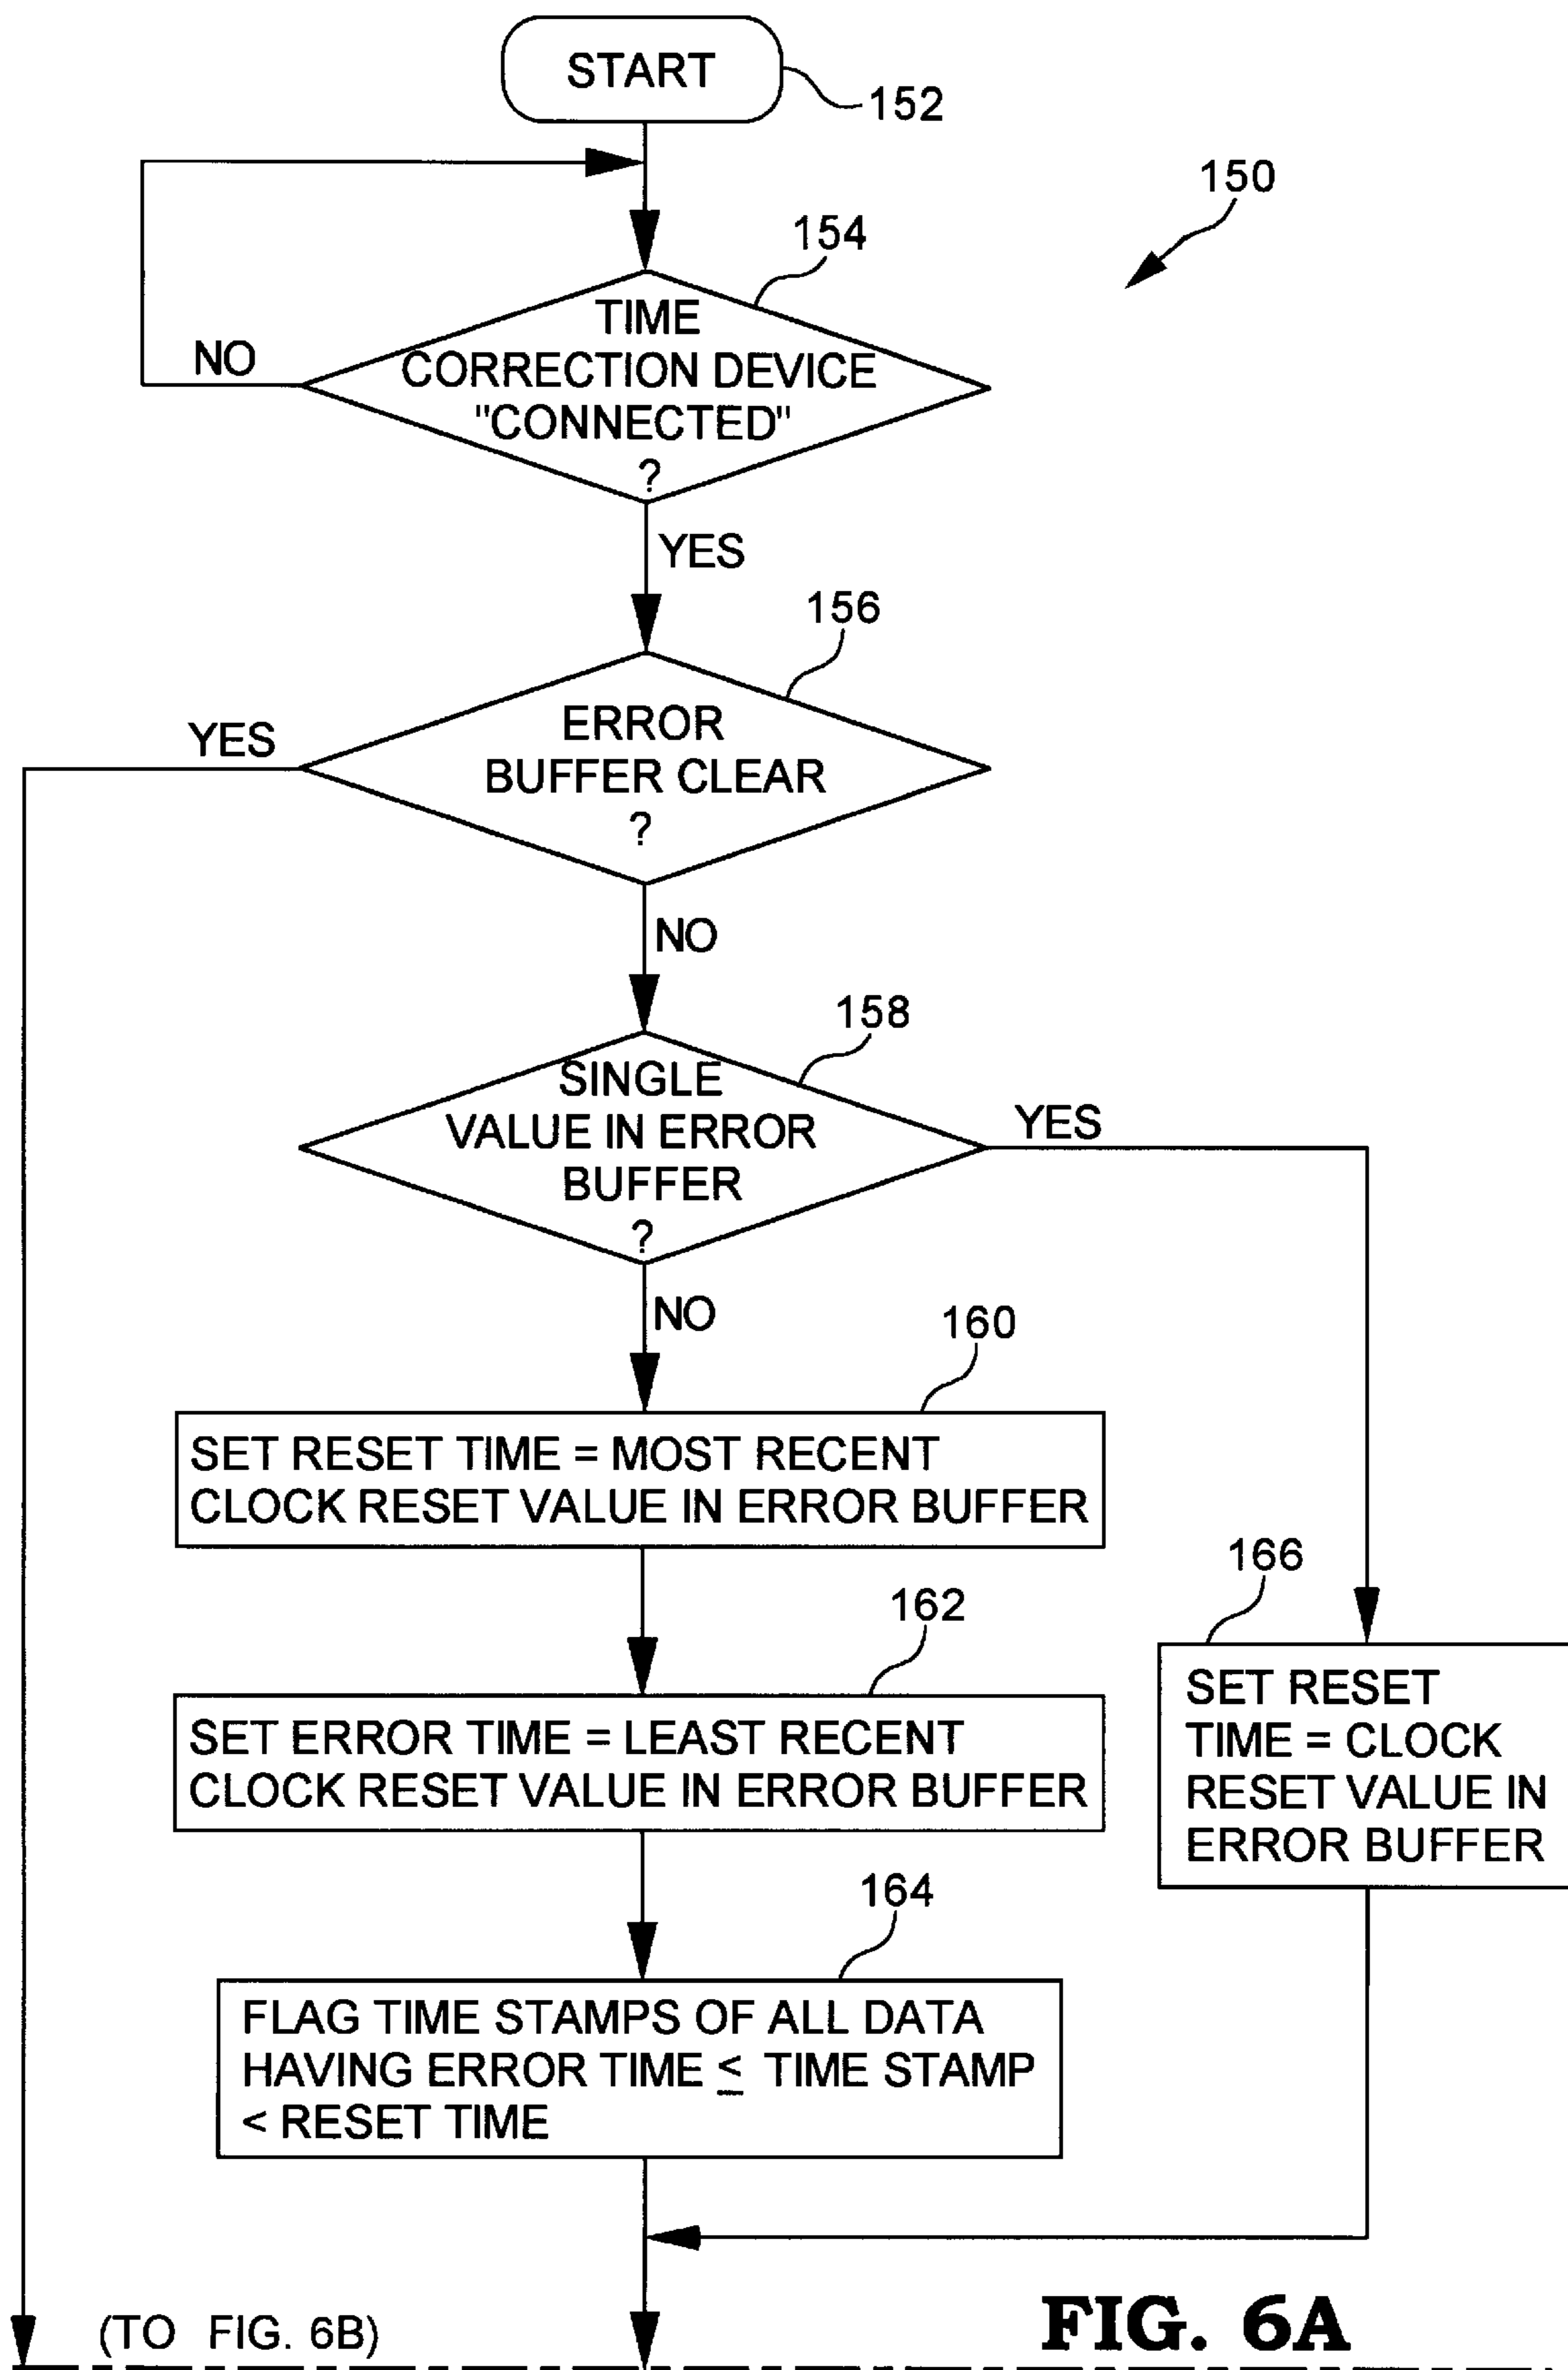 START
152
150
154
TIME
CORRECTION DEVICE
"CONNECTED"
?
NO
YES
156
ERROR
BUFFER CLEAR
?
YES
NO
158
SINGLE
VALUE IN ERROR
BUFFER
?
YES
NO
160
SET RESET TIME = MOST RECENT
CLOCK RESET VALUE IN ERROR BUFFER
162
SET ERROR TIME = LEAST RECENT
CLOCK RESET VALUE IN ERROR BUFFER
166
SET RESET
TIME = CLOCK
RESET VALUE IN
ERROR BUFFER
164
FLAG TIME STAMPS OF ALL DATA
HAVING ERROR TIME ≤ TIME STAMP
< RESET TIME
(TO FIG. 6B)
FIG. 6A